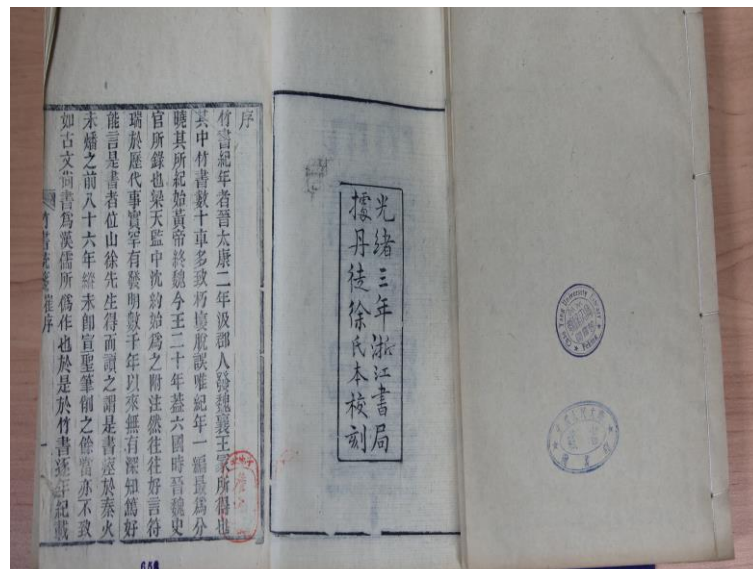 光緒三年浙江書局
據丹徒徐氏本校刻
序
竹書紀年者晉太康二年汲郡人發魏襄王冢所得也
其中竹書數十車多致朽壞脫誤唯紀年一編最爲分
曉其所紀始黃帝終魏今王二十年蓋六國時晉魏史
官所錄也梁天監中沈約始爲之附注然往往好言符
瑞於歷代事實罕有發明數千年以來無有深知篤好
能言是書者位山徐先生得而讀之謂是書瘞於秦火
未燔之前八十六年未卽宣聖筆削之餘亦不致
如古文尚書爲漢儒所僞作也於是於竹書逐年紀載
竹書統箋 序
658